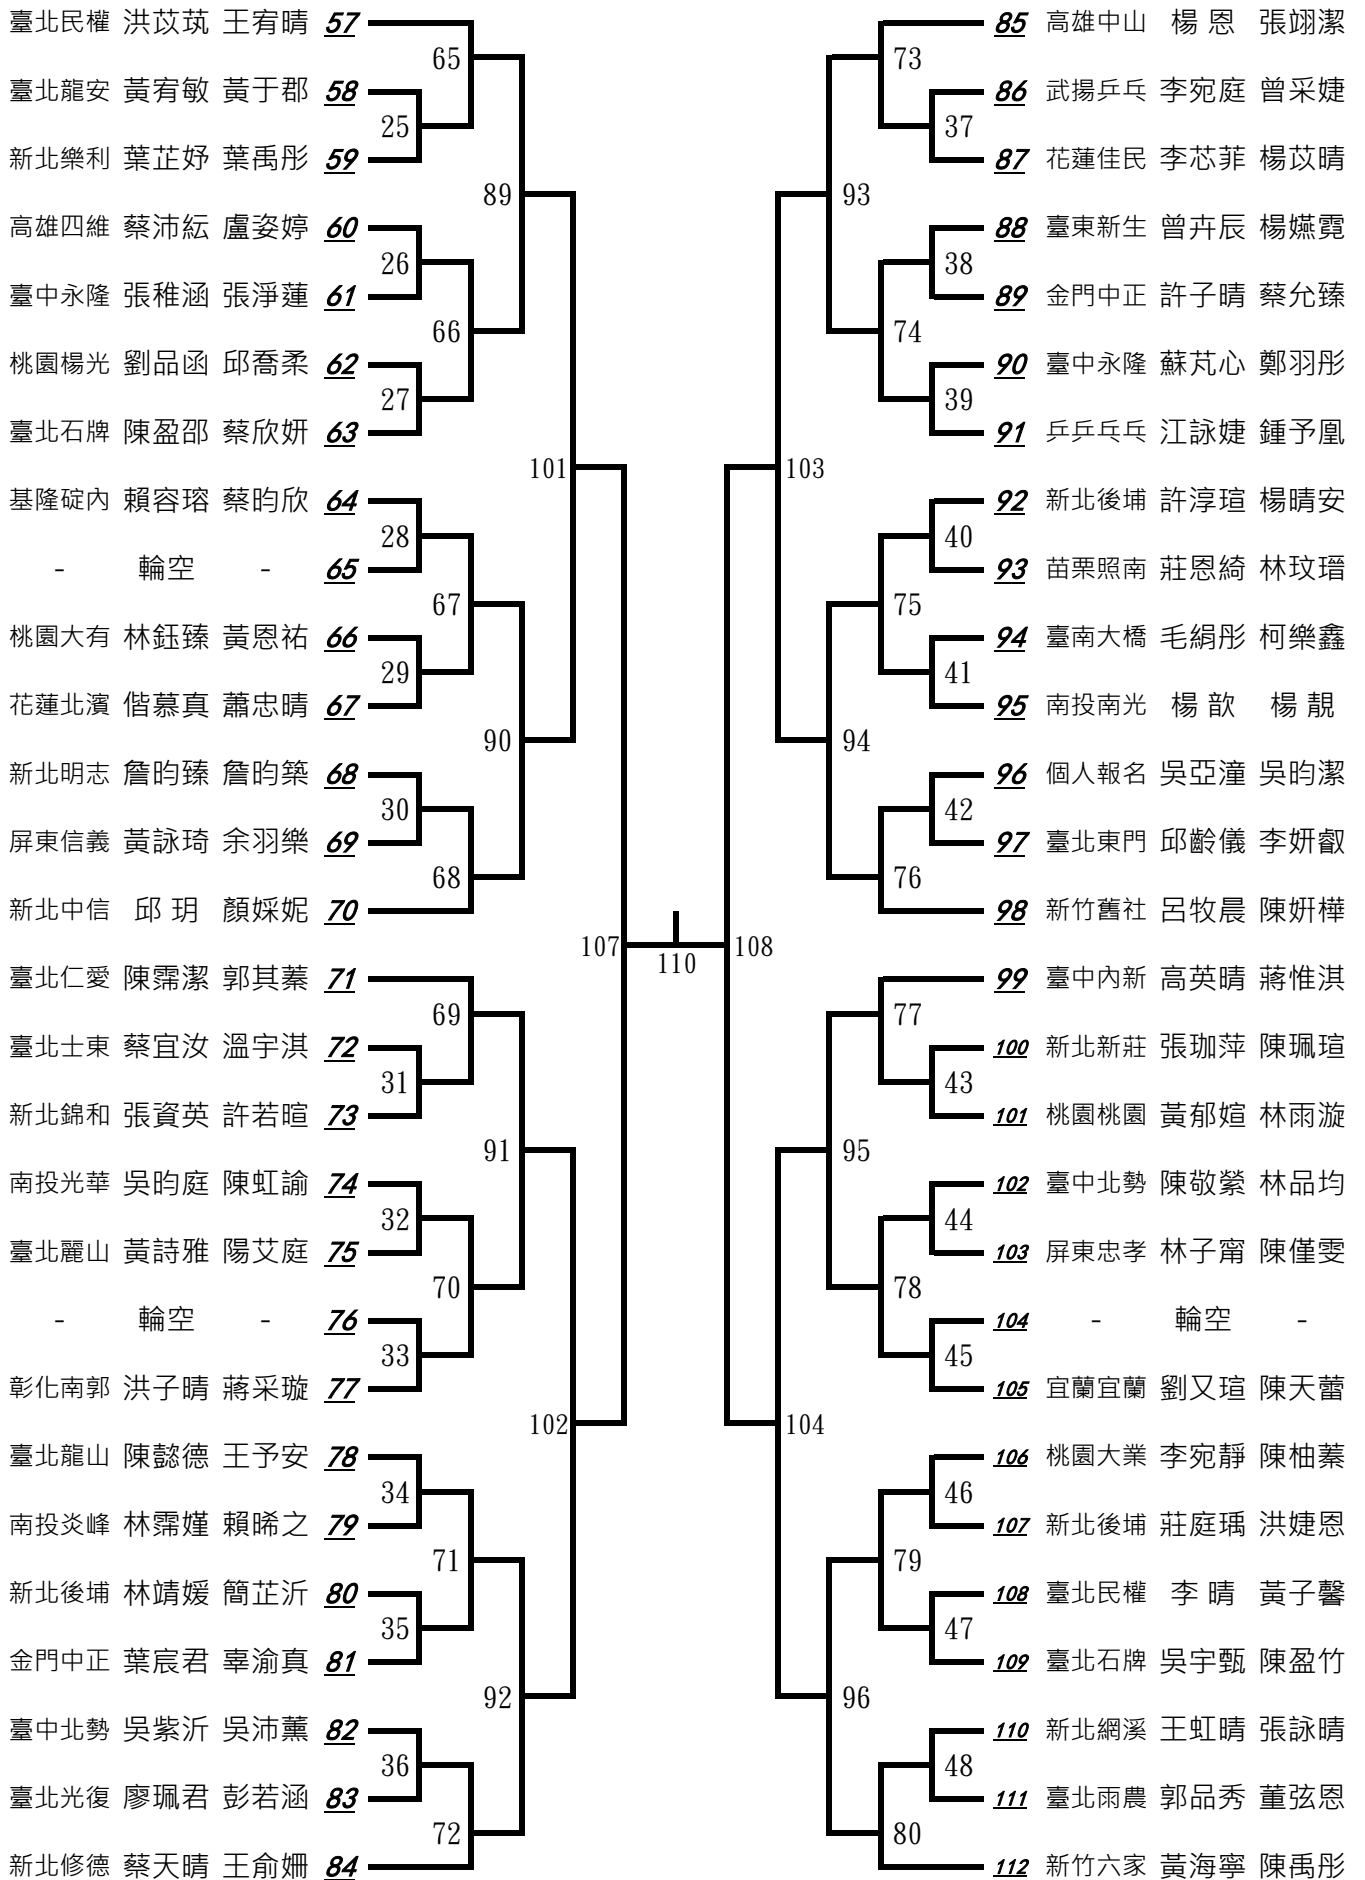 臺北民權 洪苡茿 王宥晴 57
65
臺北龍安 黃宥敏 黃于郡 58
25
新北樂利 葉芷妤 葉禹彤 59
89
高雄四維 蔡沛紜 盧姿婷 60
26
臺中永隆 張稚涵 張淨蓮 61
66
桃園楊光 劉品函 邱喬柔 62
27
臺北石牌 陳盈邵 蔡欣妍 63
101
基隆碇內 賴容瑢 蔡昀欣 64
28
- 輪空 - 65
67
桃園大有 林鈺臻 黃恩祐 66
29
花蓮北濱 偕慕真 蕭忠晴 67
90
新北明志 詹昀臻 詹昀築 68
30
屏東信義 黃詠琦 余羽樂 69
68
新北中信 邱玥 顏婇妮 70
107
臺北仁愛 陳霈潔 郭其蓁 71
69
臺北士東 蔡宜汝 溫宇淇 72
31
新北錦和 張資英 許若暄 73
91
南投光華 吳昀庭 陳虹諭 74
32
臺北麗山 黃詩雅 陽艾庭 75
70
- 輪空 - 76
33
彰化南郭 洪子晴 蔣采璇 77
102
臺北龍山 陳懿德 王予安 78
34
南投炎峰 林霈嫤 賴晞之 79
71
新北後埔 林靖媛 簡芷沂 80
35
金門中正 葉宸君 辜渝真 81
92
臺中北勢 吳紫沂 吳沛薰 82
36
臺北光復 廖珮君 彭若涵 83
72
新北修德 蔡天晴 王俞姍 84
110
85 高雄中山 楊恩 張翊潔
73
86 武揚乒乓 李宛庭 曾采婕
37
87 花蓮佳民 李芯菲 楊苡晴
93
88 臺東新生 曾卉辰 楊嬿霓
38
89 金門中正 許子晴 蔡允臻
74
90 臺中永隆 蘇芃心 鄭羽彤
39
91 乒乒乓乓 江詠婕 鍾予凰
103
92 新北後埔 許淳瑄 楊晴安
40
93 苗栗照南 莊恩綺 林玟瑨
75
94 臺南大橋 毛絹彤 柯樂鑫
41
95 南投南光 楊歆 楊靚
94
96 個人報名 吳亞潼 吳昀潔
42
97 臺北東門 邱齡儀 李妍叡
76
98 新竹舊社 呂牧晨 陳姸樺
108
99 臺中內新 高英晴 蔣惟淇
77
100 新北新莊 張珈萍 陳珮瑄
43
101 桃園桃園 黃郁媗 林雨漩
95
102 臺中北勢 陳敬縈 林品均
44
103 屏東忠孝 林子甯 陳僅雯
78
104 - 輪空 -
45
105 宜蘭宜蘭 劉又瑄 陳天蕾
104
106 桃園大業 李宛靜 陳柚蓁
46
107 新北後埔 莊庭瑀 洪婕恩
79
108 臺北民權 李晴 黃子馨
47
109 臺北石牌 吳宇甄 陳盈竹
96
110 新北網溪 王虹晴 張詠晴
48
111 臺北雨農 郭品秀 董弦恩
80
112 新竹六家 黃海寧 陳禹彤